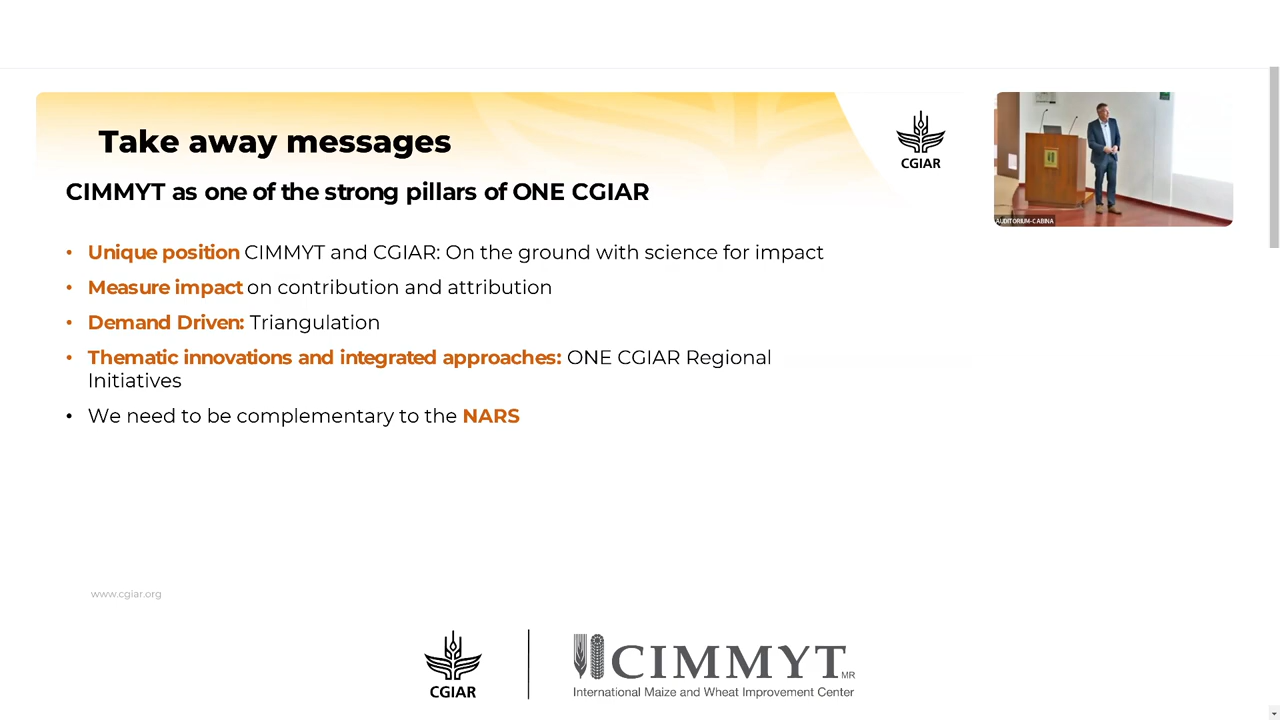 Take away messages
CGIAR
CIMMYT as one of the strong pillars of ONE CGIAR
• Unique position CIMMYT and CGIAR: On the ground with science for impact
• Measure impact on contribution and attribution
• Demand Driven: Triangulation
• Thematic innovations and integrated approaches: ONE CGIAR Regional
Initiatives
• We need to be complementary to the NARS
AUDITORIUM-CABINA
www.cgiar.org
CGIAR
CIMMYT MR
International Maize and Wheat Improvement Center